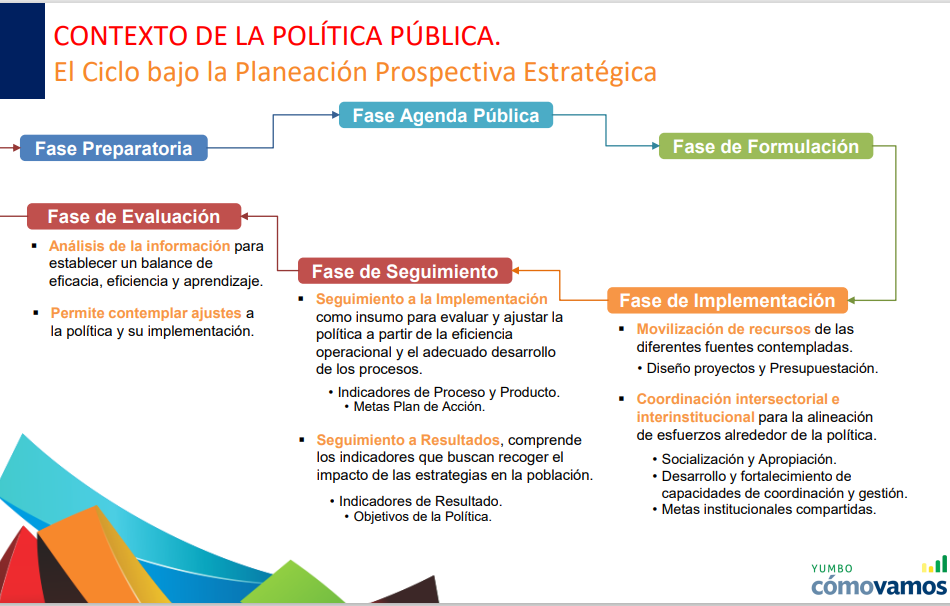 CONTEXTO DE LA POLÍTICA PÚBLICA.
El Ciclo bajo la Planeación Prospectiva Estratégica
Fase Preparatoria
Fase Agenda Pública
Fase de Formulación
Fase de Implementación
▪ Movilización de recursos de las
diferentes fuentes contempladas.
• Diseño proyectos y Presupuestación.
▪ Coordinación intersectorial e
interinstitucional para la alineación
de esfuerzos alrededor de la política.
• Socialización y Apropiación.
• Desarrollo y fortalecimiento de
capacidades de coordinación y gestión.
• Metas institucionales compartidas.
Fase de Seguimiento
▪ Seguimiento a la Implementación
como insumo para evaluar y ajustar la
política a partir de la eficiencia
operacional y el adecuado desarrollo
de los procesos.
• Indicadores de Proceso y Producto.
• Metas Plan de Acción.
▪ Seguimiento a Resultados, comprende
los indicadores que buscan recoger el
impacto de las estrategias en la población.
• Indicadores de Resultado.
• Objetivos de la Política.
Fase de Evaluación
▪ Análisis de la información para
establecer un balance de
eficacia, eficiencia y aprendizaje.
▪ Permite contemplar ajustes a
la política y su implementación.
YUMBO
cómovamos